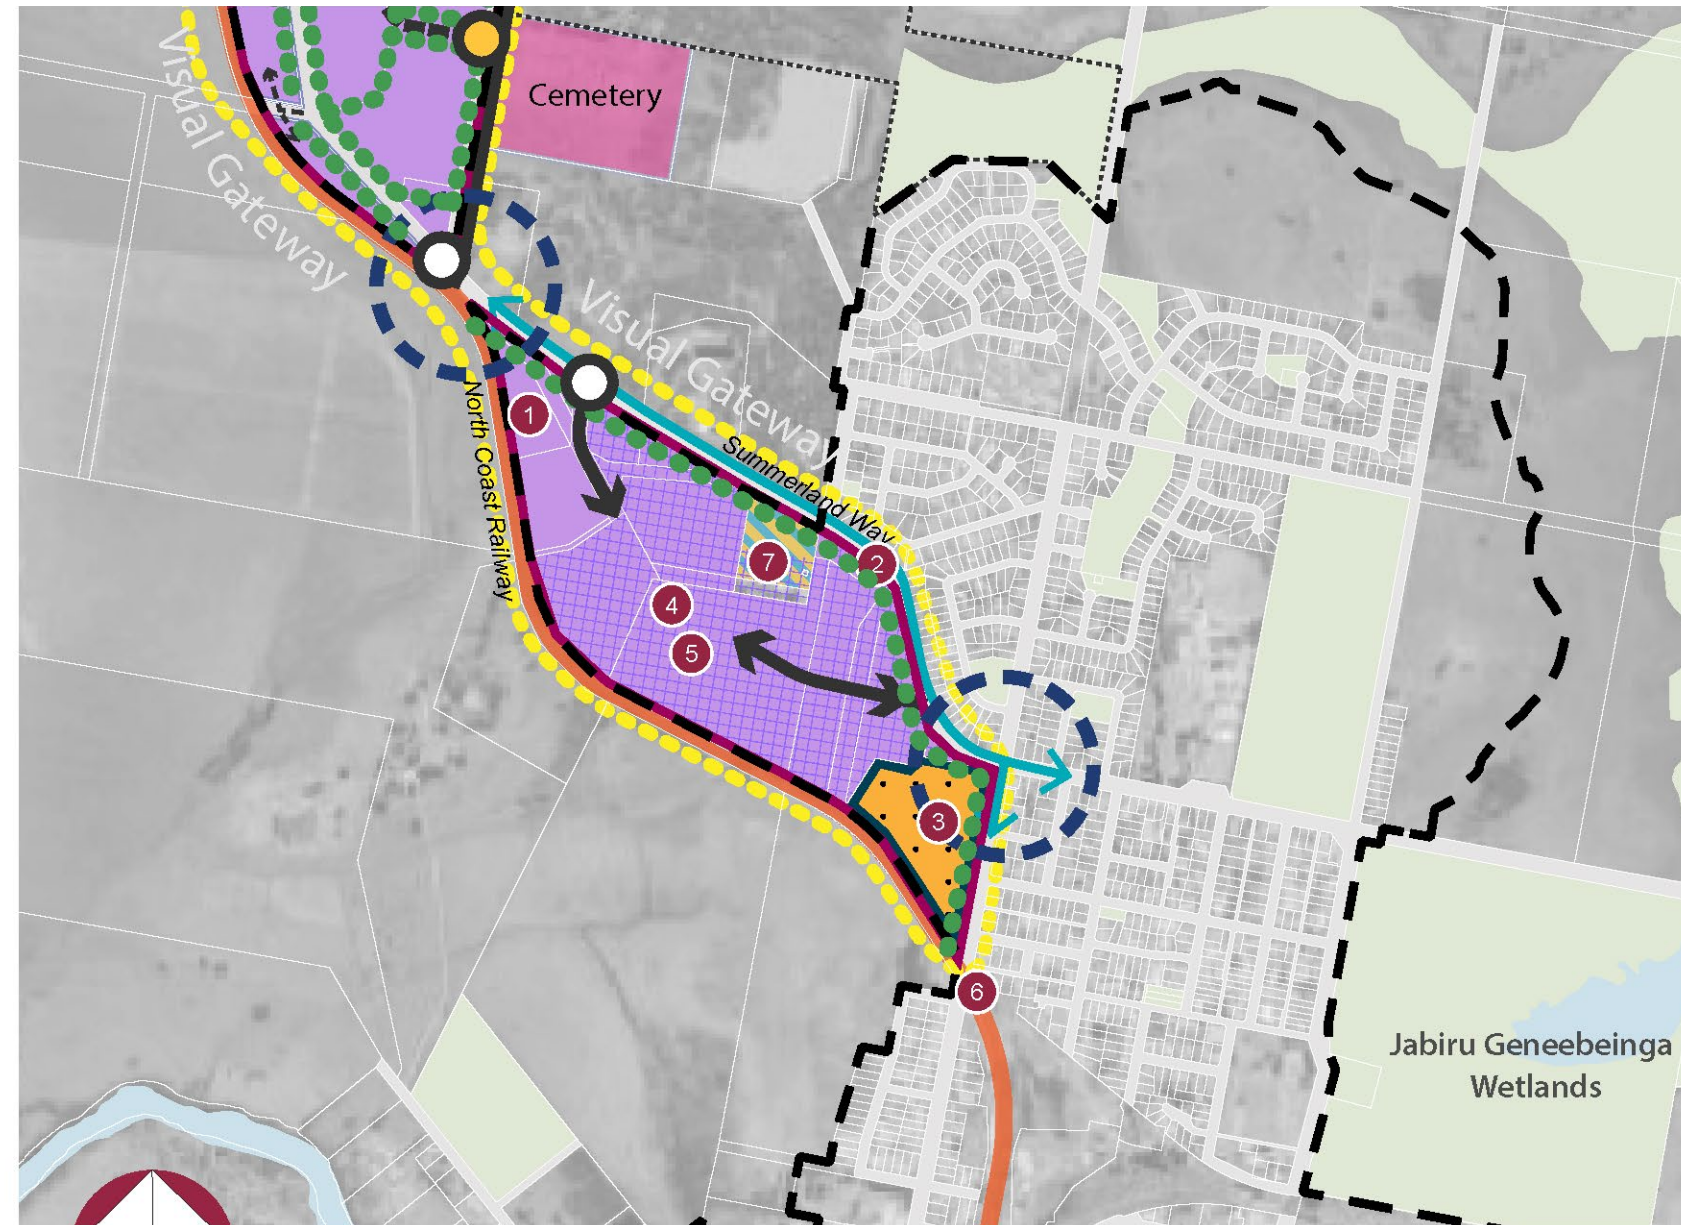 Cemetery
Visual Gateway
Visual Gateway
Summerland Way
North Coast Railway
1
2
7
4
5
3
6
Jabiru Geneebeinga
Wetlands